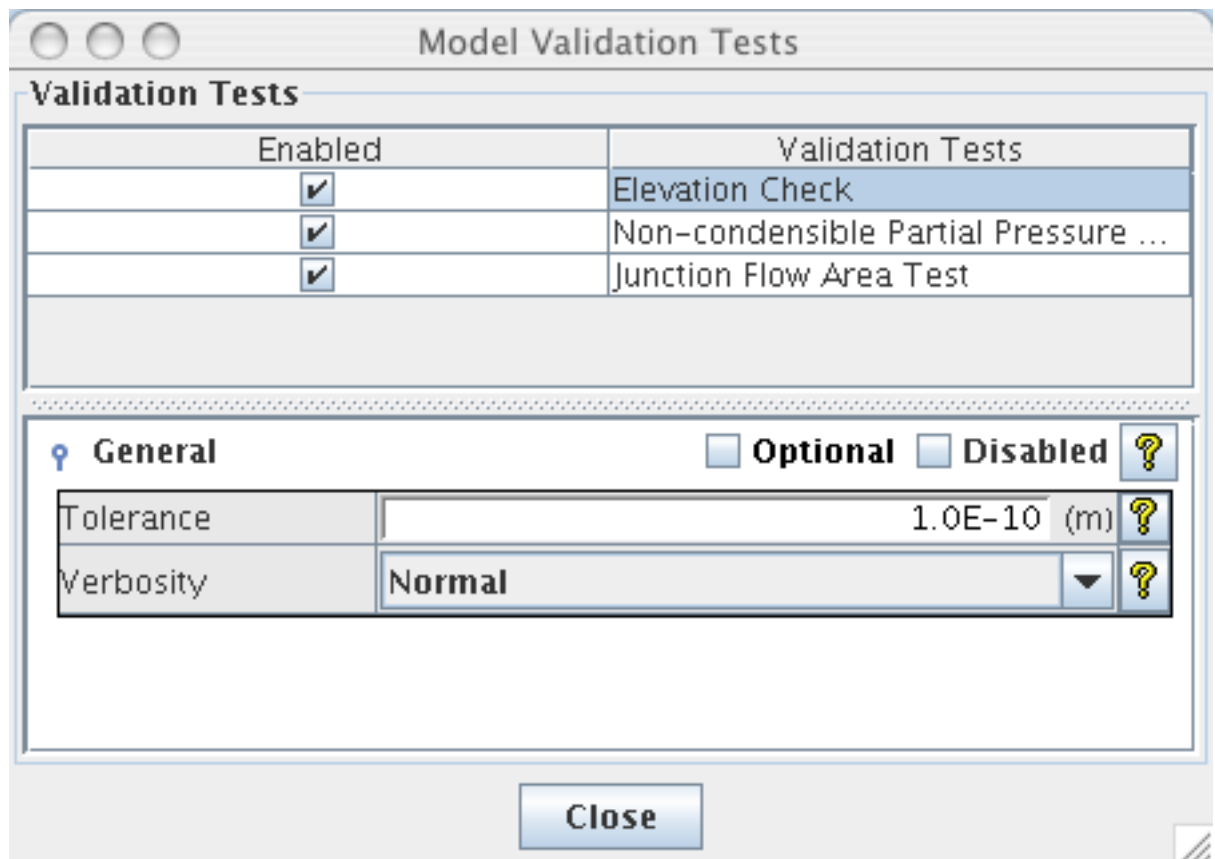 Model Validation Tests
Validation Tests
Enabled Validation Tests
Elevation Check
Non-condensible Partial Pressure ...
Junction Flow Area Test
General Optional Disabled ?
Tolerance 1.0E-10 (m) ?
Verbosity Normal ?
Close